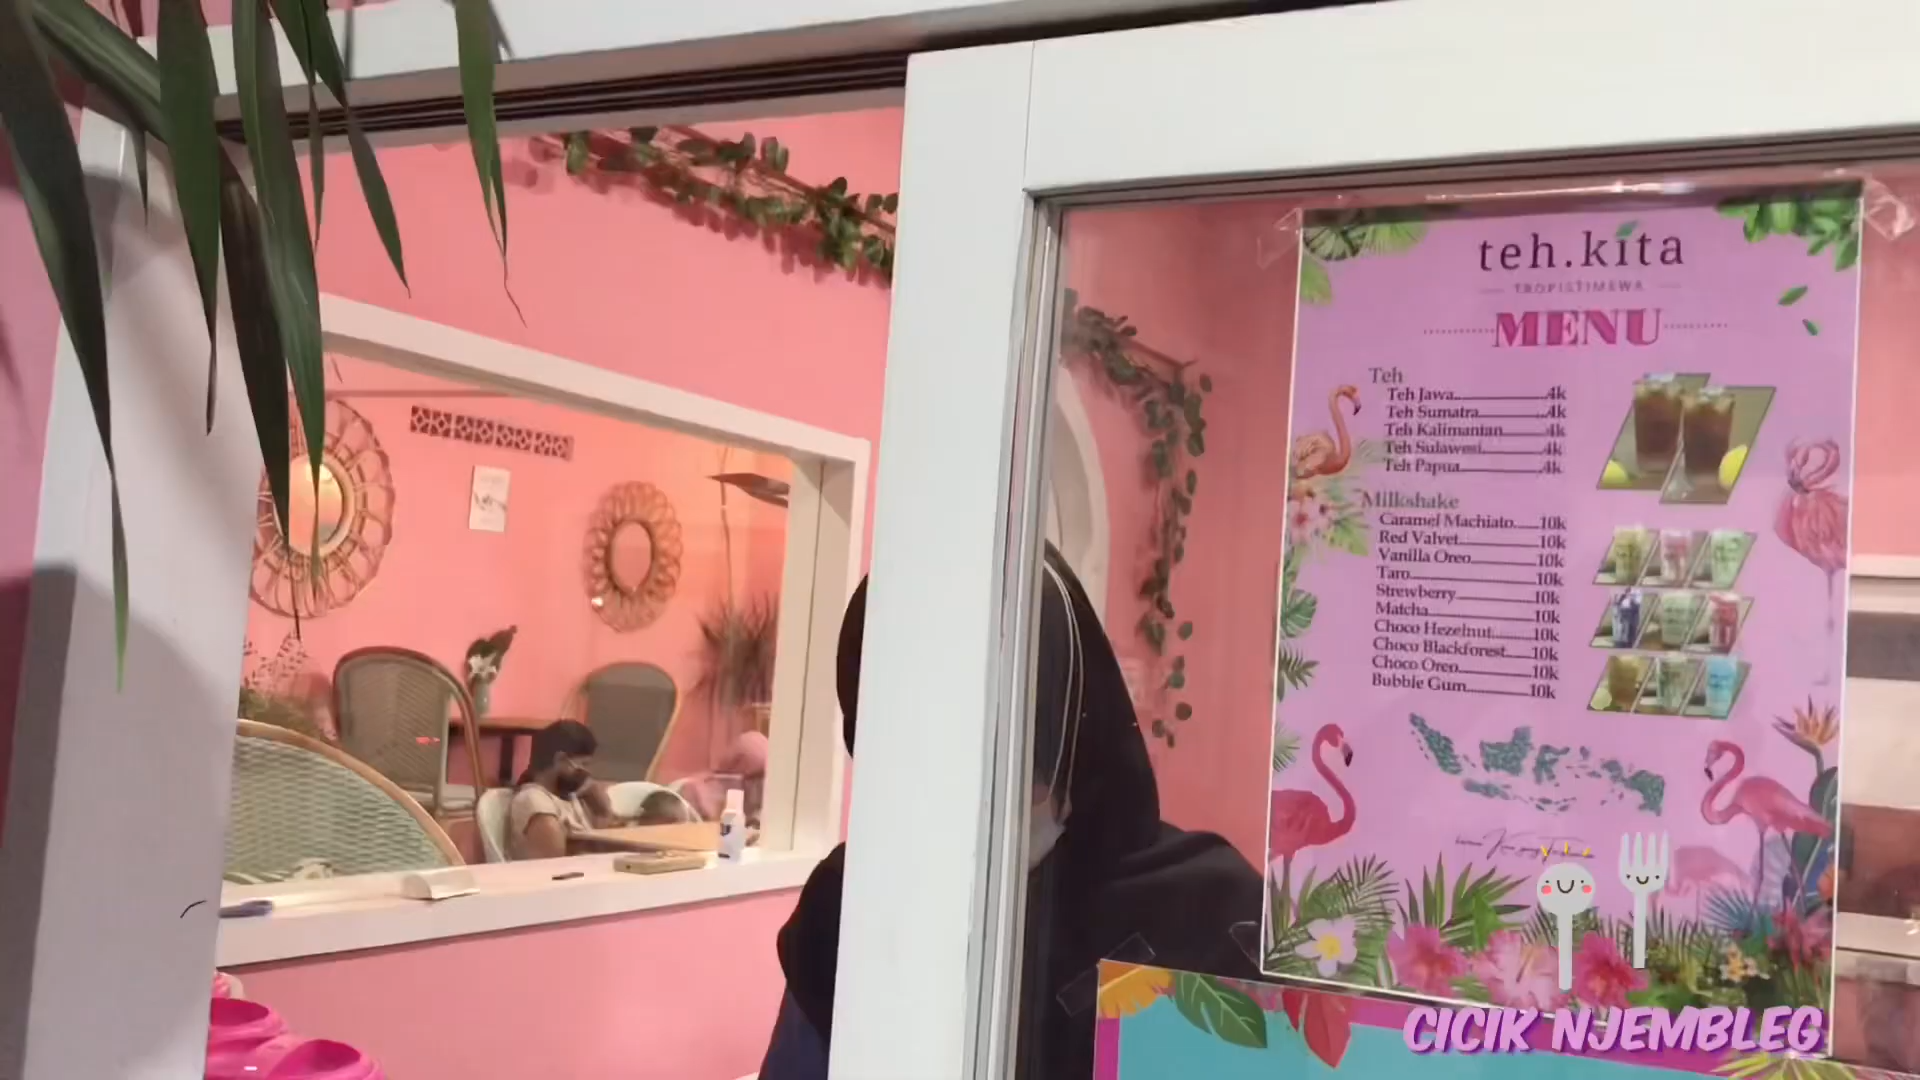 teh.kita
TROPISTIMEWA
MENU
Teh
Teh Jawa 4k
Teh Sumatra 4k
Teh Kalimantan 4k
Teh Sulawesi 4k
Teh Papua 4k
Milkshake
Caramel Machiato 10k
Red Valvet 10k
Vanilla Oreo 10k
Taro 10k
Strewberry 10k
Matcha 10k
Choco Hezelnut 10k
Choco Blackforest 10k
Choco Oreo 10k
Bubble Gum 10k
CICIK NJEMBLEG